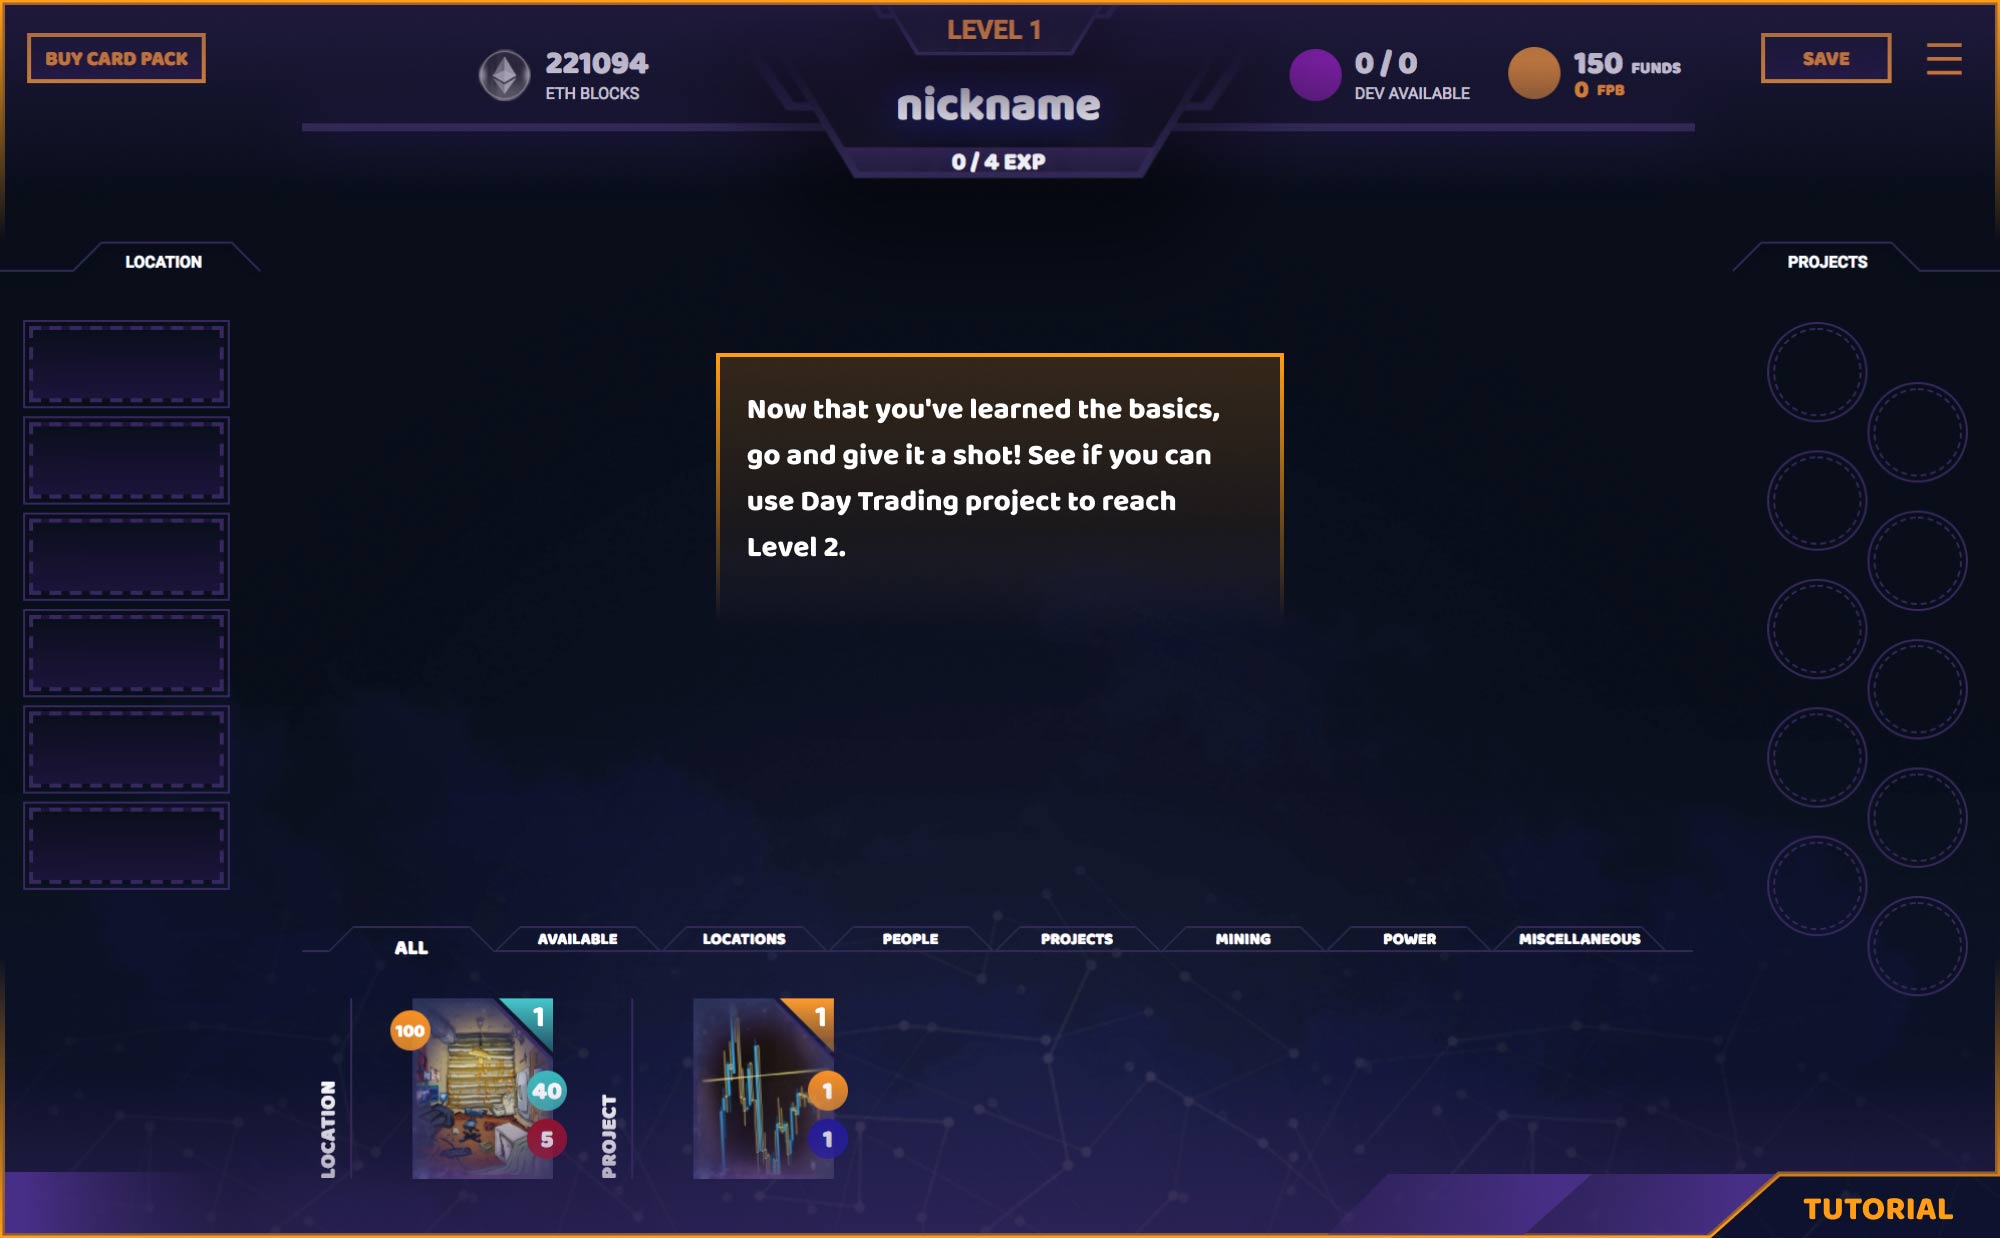 LEVEL 1
BUY CARD PACK
221094
ETH BLOCKS
nickname
0 / 4 EXP
0 / 0
DEV AVAILABLE
150 FUNDS
0 FPB
SAVE
LOCATION
PROJECTS
Now that you've learned the basics,
go and give it a shot! See if you can
use Day Trading project to reach
Level 2.
ALL
AVAILABLE
LOCATIONS
PEOPLE
PROJECTS
MINING
POWER
MISCELLANEOUS
LOCATION
100
1
40
5
PROJECT
1
1
1
TUTORIAL